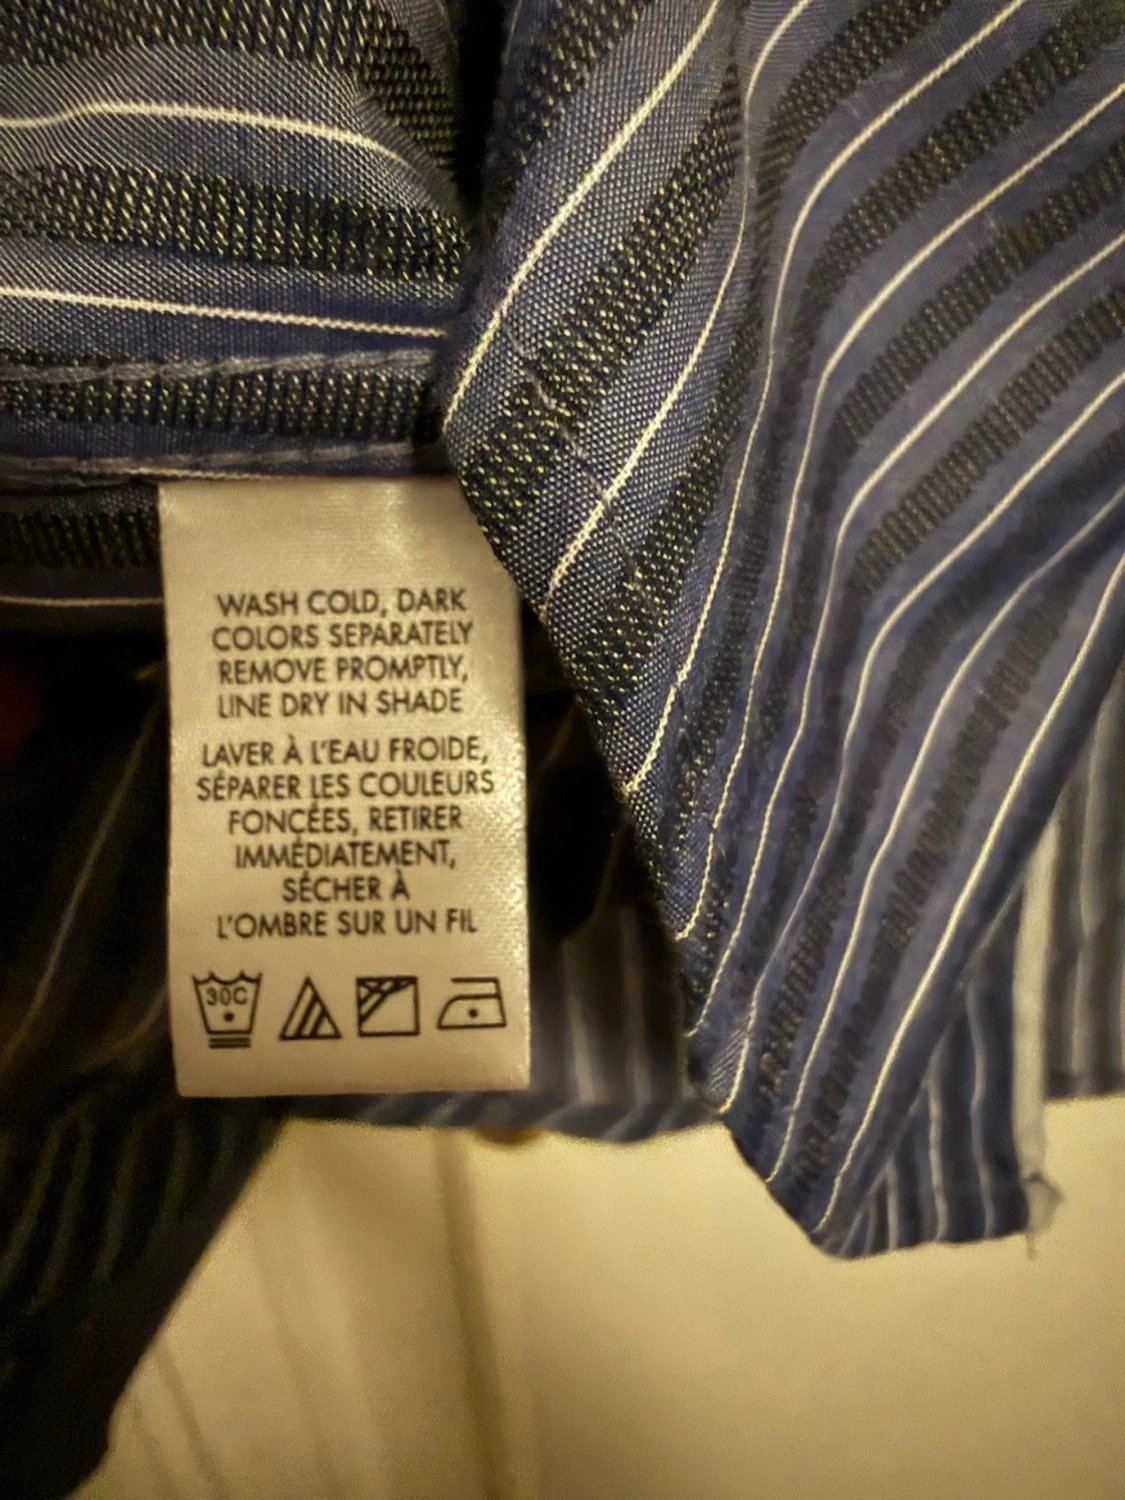 WASH COLD, DARK
COLORS SEPARATELY
REMOVE PROMPTLY,
LINE DRY IN SHADE
LAVER À L'EAU FROIDE,
SÉPARER LES COULEURS
FONCÉES, RETIRER
IMMÉDIATEMENT,
SÉCHER À
L'OMBRE SUR UN FIL
30C